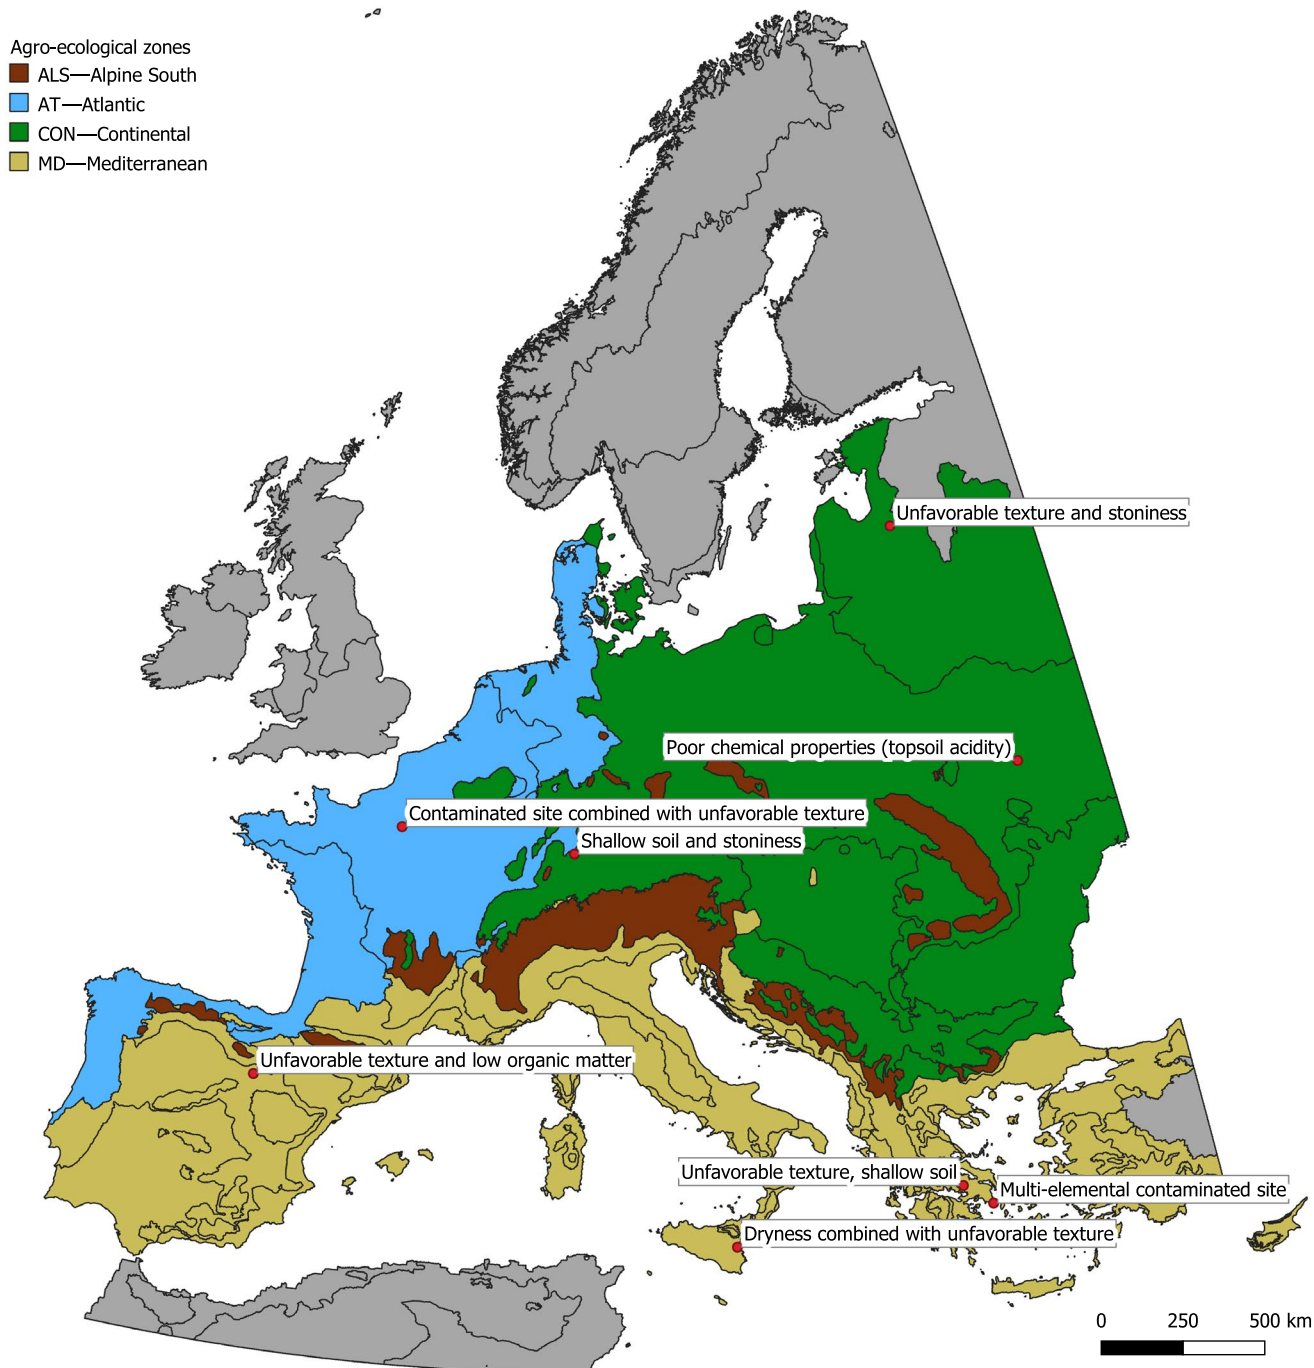 Agro-ecological zones
ALS—Alpine South
AT—Atlantic
CON—Continental
MD—Mediterranean
Unfavorable texture and stoniness
Poor chemical properties (topsoil acidity)
Contaminated site combined with unfavorable texture
Shallow soil and stoniness
Unfavorable texture and low organic matter
Unfavorable texture, shallow soil
Multi-elemental contaminated site
Dryness combined with unfavorable texture
0 250 500 km